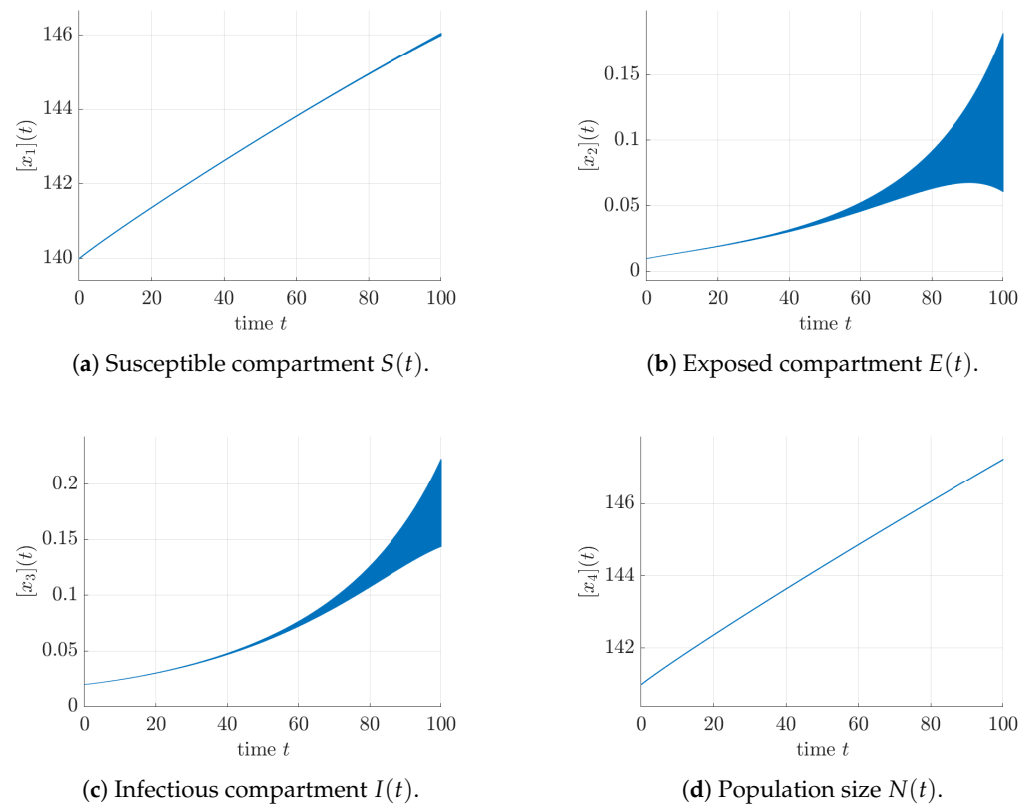 146
144
142
140
[x₁](t)
0 20 40 60 80 100
time t
(a) Susceptible compartment S(t).
0.15
0.1
0.05
0
[x₂](t)
0 20 40 60 80 100
time t
(b) Exposed compartment E(t).
0.2
0.15
0.1
0.05
0
[x₃](t)
0 20 40 60 80 100
time t
(c) Infectious compartment I(t).
146
144
142
[x₄](t)
0 20 40 60 80 100
time t
(d) Population size N(t).